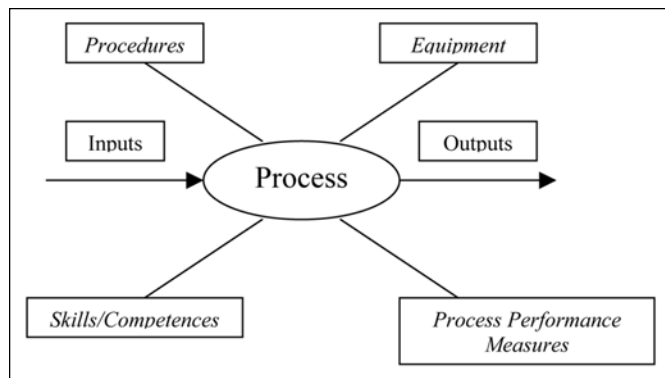 Procedures
Equipment
Inputs
Outputs
Process
Skills/Competences
Process Performance
Measures